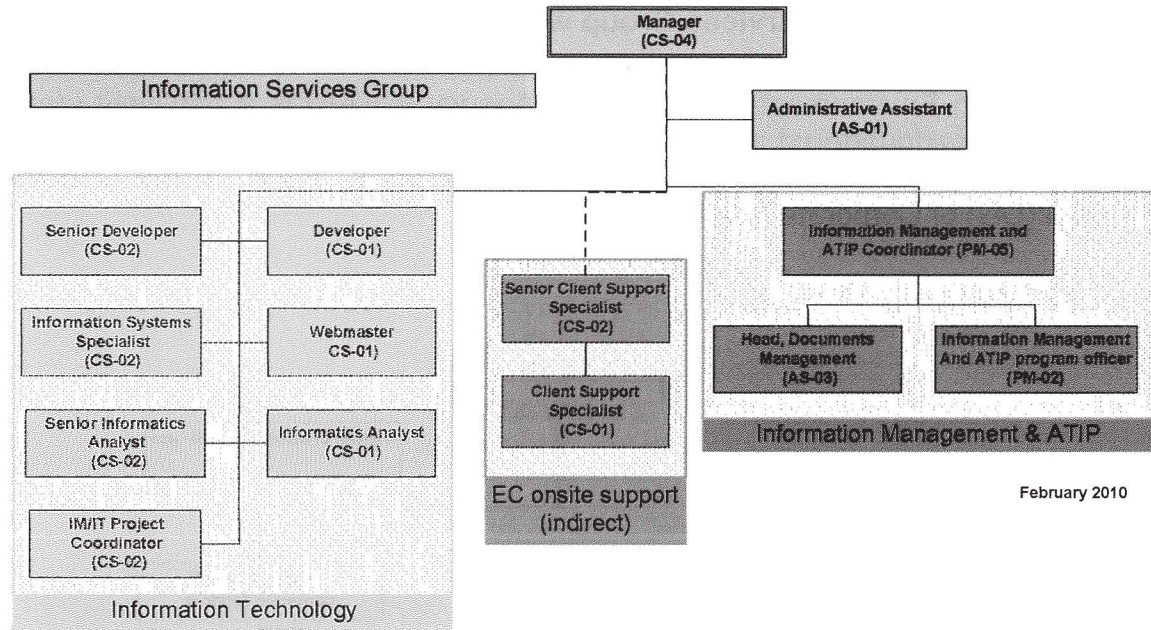 Manager
(CS-04)
Information Services Group
Administrative Assistant
(AS-01)
Senior Developer
(CS-02)
Developer
(CS-01)
Information Systems
Specialist
(CS-02)
Webmaster
CS-01)
Senior Informatics
Analyst
(CS-02)
Informatics Analyst
(CS-01)
IM/IT Project
Coordinator
(CS-02)
Information Technology
Senior Client Support
Specialist
(CS-02)
Client Support
Specialist
(CS-01)
EC onsite support
(indirect)
Information Management and
ATIP Coordinator (PM-05)
Head, Documents
Management
(AS-03)
Information Management
And ATIP program officer
(PM-02)
Information Management & ATIP
February 2010